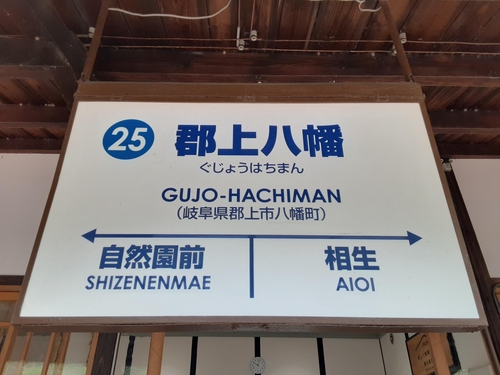 25 郡上八幡
ぐじょうはちまん
GUJO-HACHIMAN
(岐阜県郡上市八幡町)
自然園前 相生
SHIZENENMAE AIOI